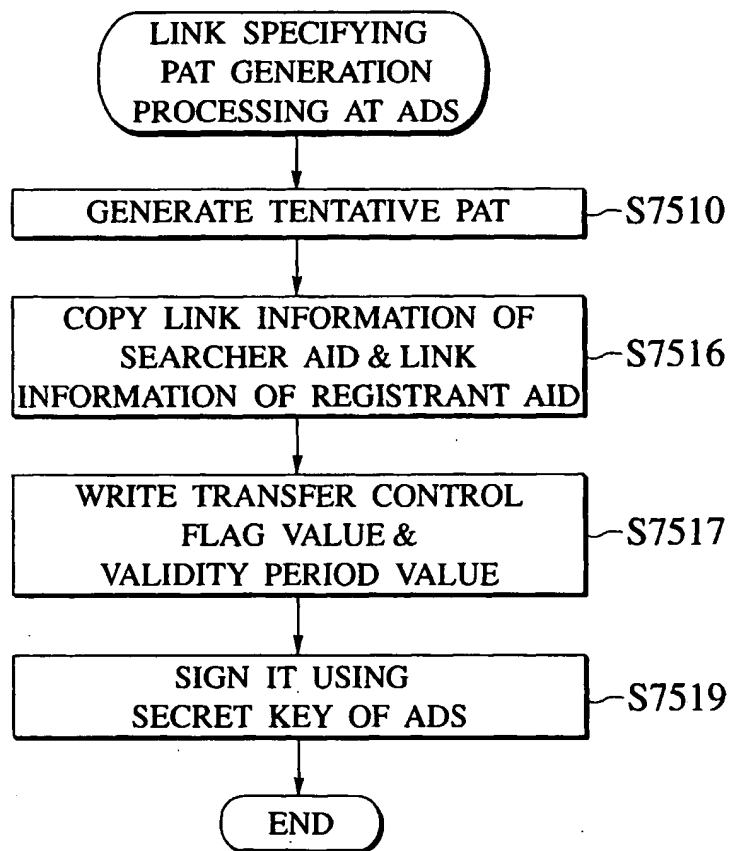 LINK SPECIFYING
PAT GENERATION
PROCESSING AT ADS
GENERATE TENTATIVE PAT
S7510
COPY LINK INFORMATION OF
SEARCHER AID & LINK
INFORMATION OF REGISTRANT AID
S7516
WRITE TRANSFER CONTROL
FLAG VALUE &
VALIDITY PERIOD VALUE
S7517
SIGN IT USING
SECRET KEY OF ADS
S7519
END